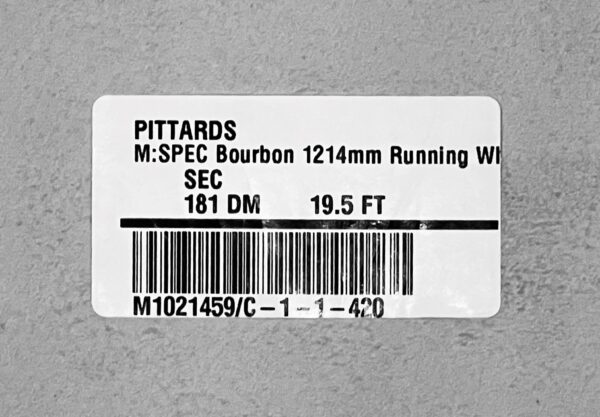 PITTARDS
M:SPEC Bourbon 1214mm Running
SEC
181 DM 19.5 FT
M1021459/C-1-1-420